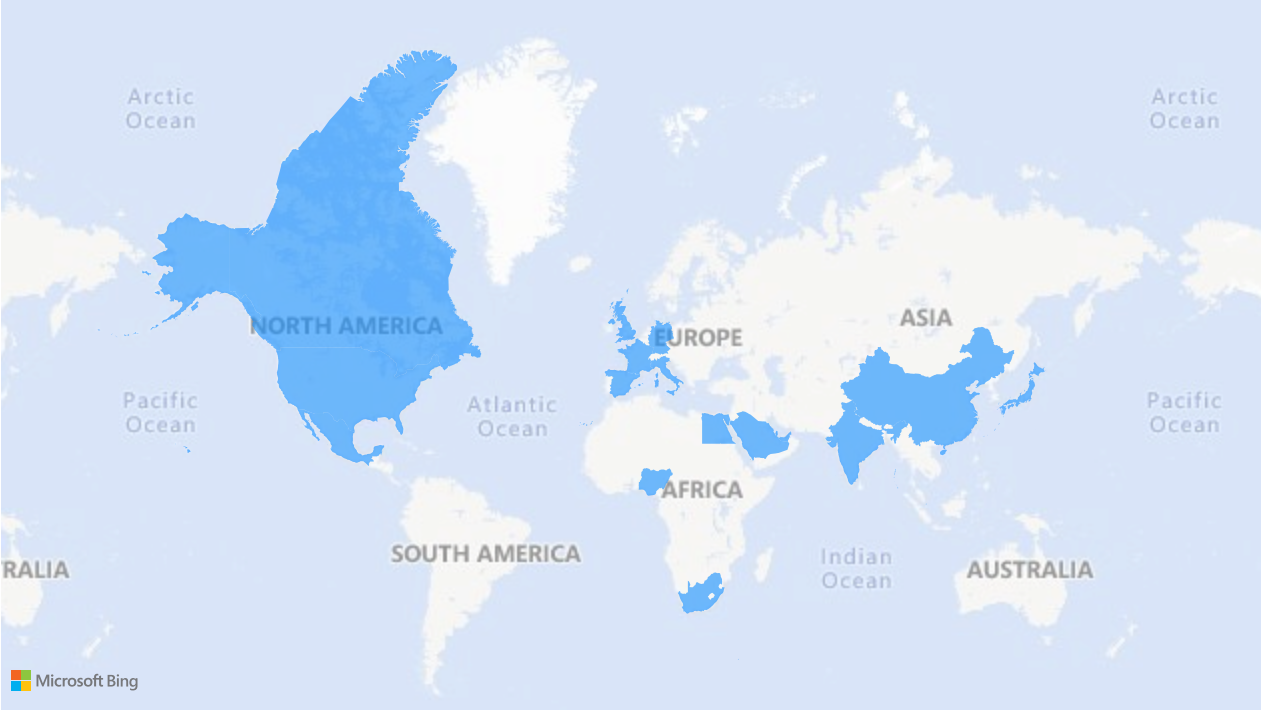 Arctic
Ocean
Arctic
Ocean
NORTH AMERICA
EUROPE
ASIA
Pacific
Ocean
Atlantic
Ocean
Pacific
Ocean
AFRICA
SOUTH AMERICA
Indian
Ocean
RALIA
AUSTRALIA
Microsoft Bing